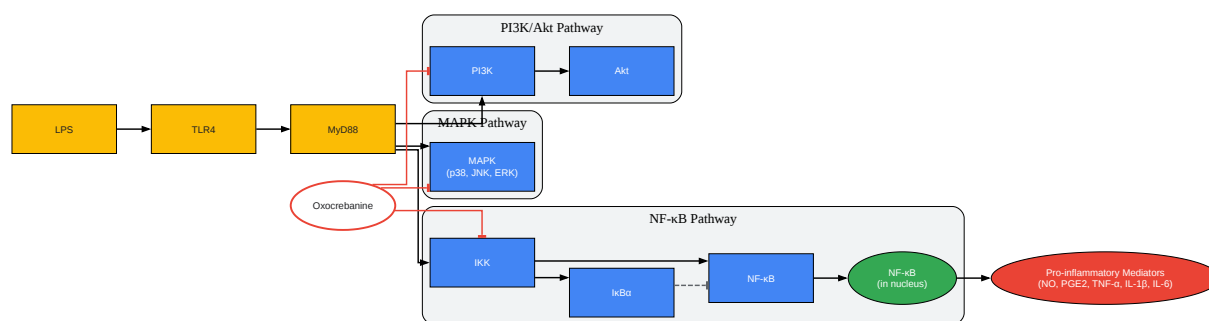 PI3K/Akt Pathway
PI3K
Akt
LPS
TLR4
MyD88
MAPK Pathway
MAPK
(p38, JNK, ERK)
Oxocrebanine
NF-κB Pathway
IKK
IκBα
NF-κB
NF-κB
(in nucleus)
Pro-inflammatory Mediators
(NO, PGE2, TNF-α, IL-1β, IL-6)